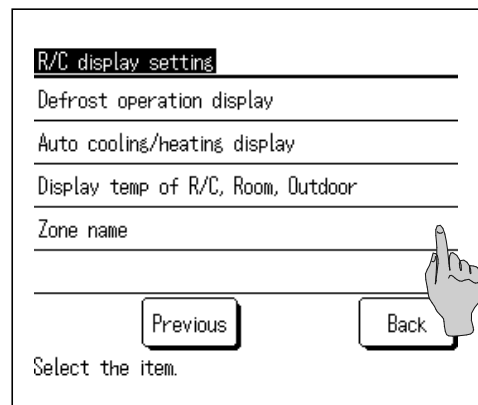 R/C display setting
Defrost operation display
Auto cooling/heating display
Display temp of R/C, Room, Outdoor
Zone name
Previous
Back
Select the item.